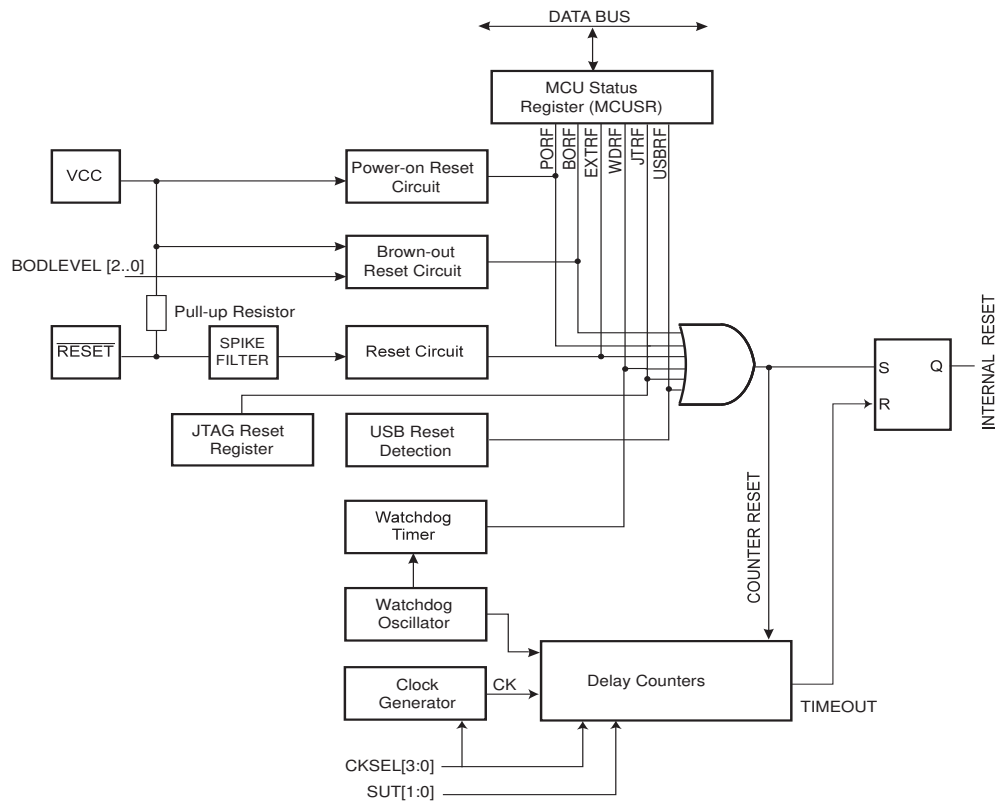 DATA BUS
MCU Status
Register (MCUSR)
PORF
BORF
EXTRF
WDRF
JTRF
USBRF
VCC
Power-on Reset
Circuit
Brown-out
Reset Circuit
BODLEVEL [2..0]
Pull-up Resistor
RESET
SPIKE
FILTER
Reset Circuit
JTAG Reset
Register
USB Reset
Detection
S
Q
R
INTERNAL RESET
Watchdog
Timer
COUNTER RESET
Watchdog
Oscillator
Clock
Generator
CK
Delay Counters
TIMEOUT
CKSEL[3:0]
SUT[1:0]